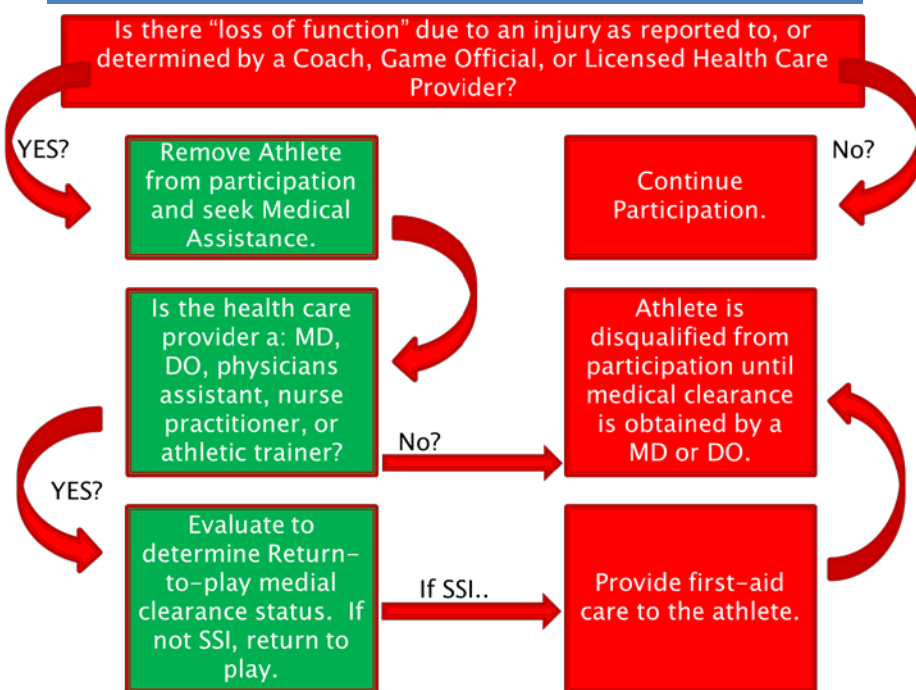 Is there “loss of function” due to an injury as reported to, or
determined by a Coach, Game Official, or Licensed Health Care
Provider?
YES?
No?
Remove Athlete
from participation
and seek Medical
Assistance.
Continue
Participation.
Is the health care
provider a: MD,
DO, physicians
assistant, nurse
practitioner, or
athletic trainer?
No?
Athlete is
disqualified from
participation until
medical clearance
is obtained by a
MD or DO.
YES?
Evaluate to
determine Return-
to-play medial
clearance status. If
not SSI, return to
play.
If SSI..
Provide first-aid
care to the athlete.